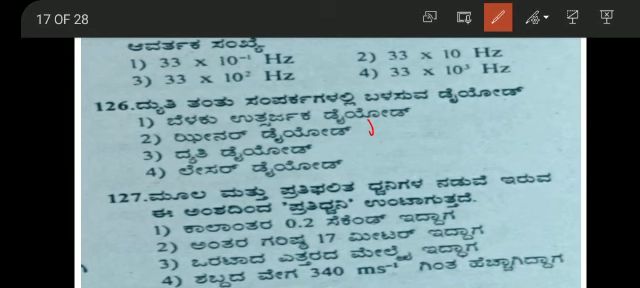 17 OF 28
ಆವರ್ತಕ ಸಂಖ್ಯೆ
1) 33 x 10⁻¹ Hz 2) 33 x 10 Hz
3) 33 x 10² Hz 4) 33 x 10³ Hz
126.ದ್ಯುತಿ ತಂತು ಸಂಪರ್ಕಗಳಲ್ಲಿ ಬಳಸುವ ಡೈಯೋಡ್
1) ಬೆಳಕು ಉತ್ಸರ್ಜಕ ಡೈಯೋಡ್
2) ಝೀನರ್ ಡೈಯೋಡ್
3) ದ್ಯುತಿ ಡೈಯೋಡ್
4) ಲೇಸರ್ ಡೈಯೋಡ್
127.ಮೂಲ ಮತ್ತು ಪ್ರತಿಫಲಿತ ಧ್ವನಿಗಳ ನಡುವೆ ಇರುವ
ಈ ಅಂಶದಿಂದ 'ಪ್ರತಿಧ್ವನಿ' ಉಂಟಾಗುತ್ತದೆ.
1) ಕಾಲಾಂತರ 0.2 ಸೆಕೆಂಡ್ ಇದ್ದಾಗ
2) ಅಂತರ ಗರಿಷ್ಠ 17 ಮೀಟರ್ ಇದ್ದಾಗ
3) ಒರಟಾದ ಎತ್ತರದ ಮೇಲ್ಮೈ ಇದ್ದಾಗ
4) ಶಬ್ದದ ವೇಗ 340 ms⁻¹ ಗಿಂತ ಹೆಚ್ಚಾಗಿದ್ದಾಗ